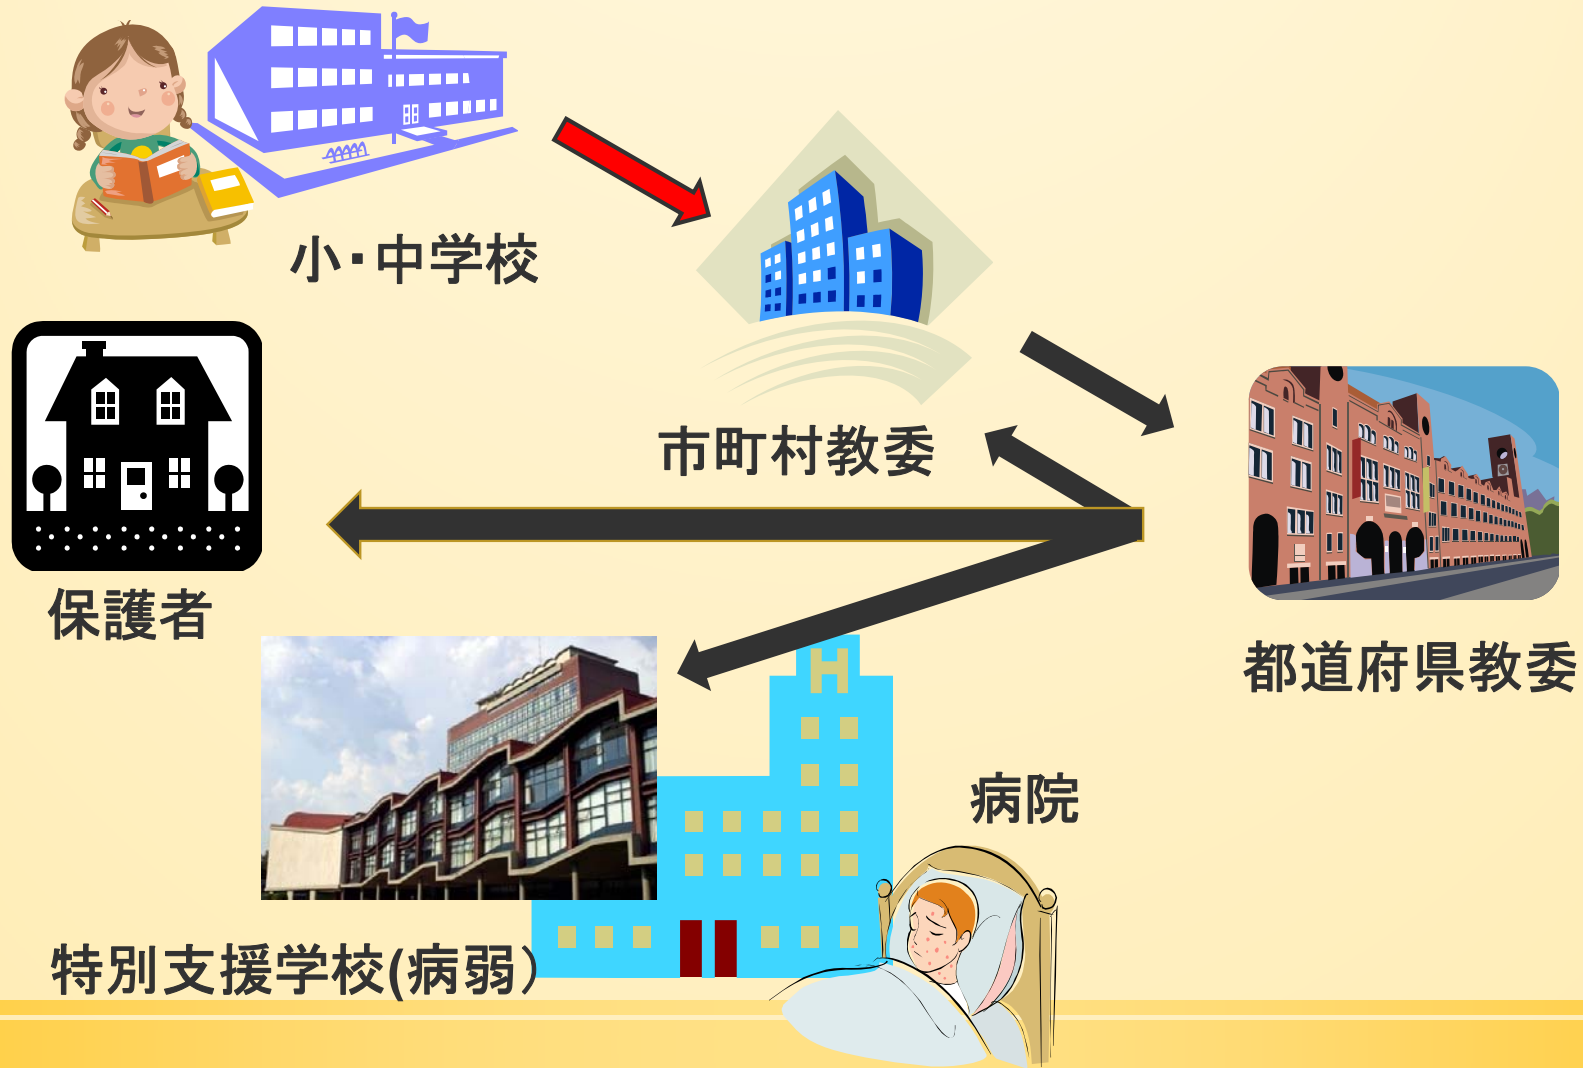 小・中学校
市町村教委
保護者
都道府県教委
H
病院
特別支援学校(病弱）